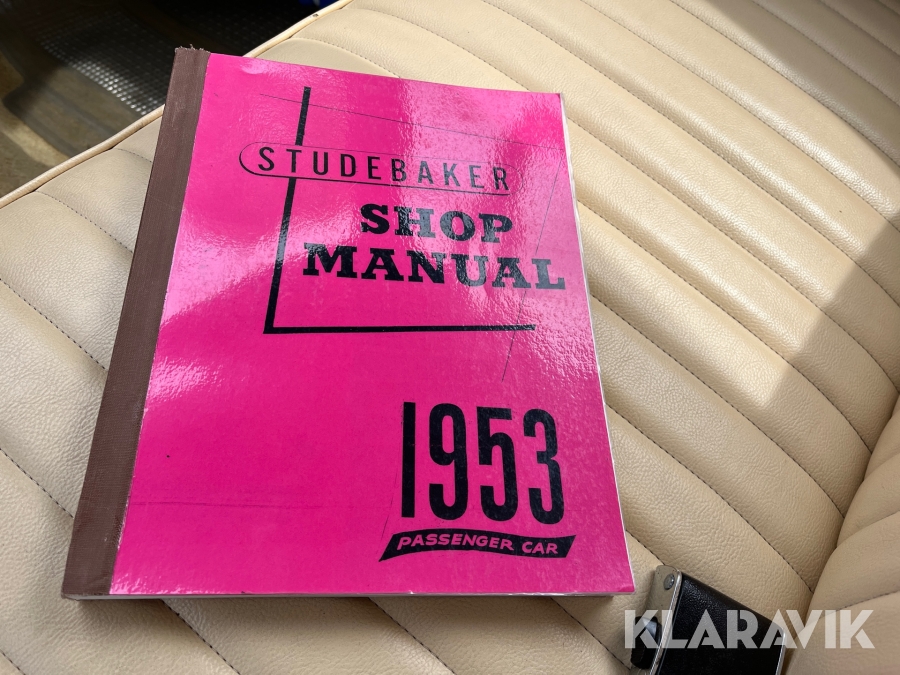 STUDEBAKER
SHOP
MANUAL
1953
PASSENGER CAR
KLARAVIK